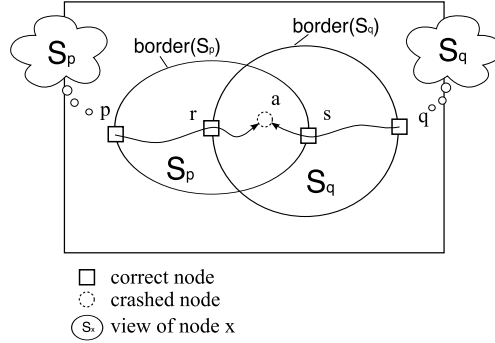 border(Sq)
border(Sp)
Sp
Sq
p
r
a
s
q
Sp
Sq
correct node
crashed node
Sx view of node x